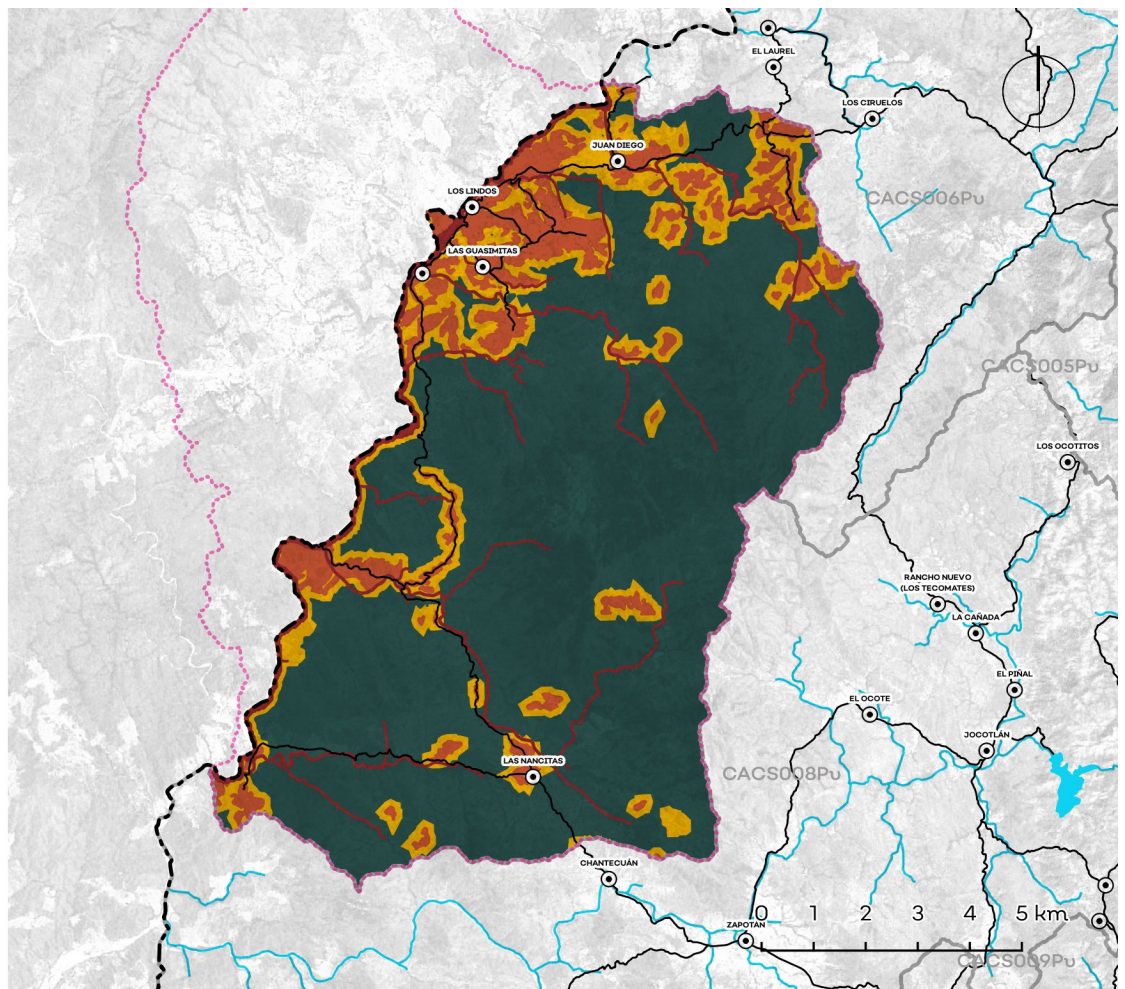 EL LAUREL
LOS CIRUELOS
JUAN DIEGO
LOS LINDOS
CACS006Pu
LAS GUASIMITAS
CACS005Pu
LOS OCOTITOS
RANCHO NUEVO
(LOS TECOMATES)
LA CAÑADA
EL PIÑAL
EL OCOTE
JOCOTLÁN
LAS NANCITAS
CACS008Pu
CHANTECUÁN
0 1 2 3 4 5 km
ZAPOTÁN
CACS009Pu